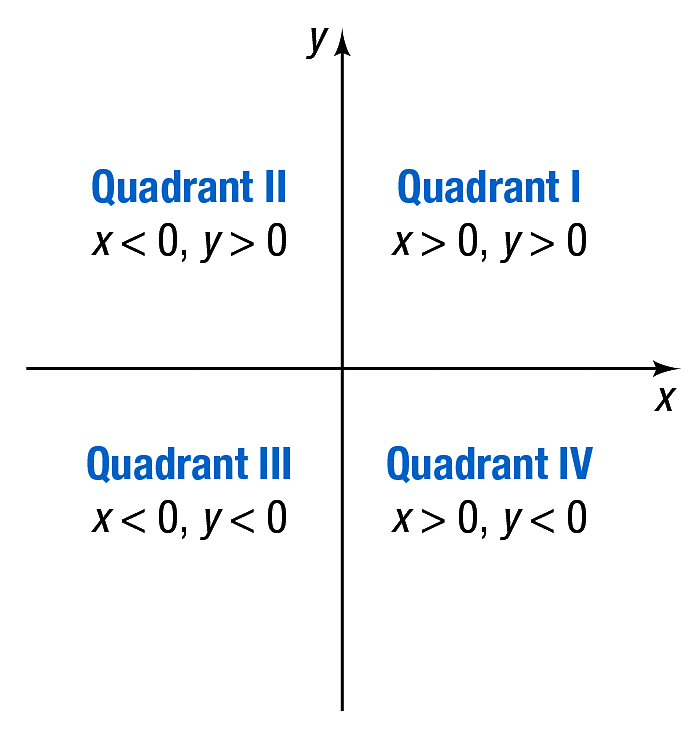 y
Quadrant II
x < 0, y > 0
Quadrant I
x > 0, y > 0
x
Quadrant III
x < 0, y < 0
Quadrant IV
x > 0, y < 0